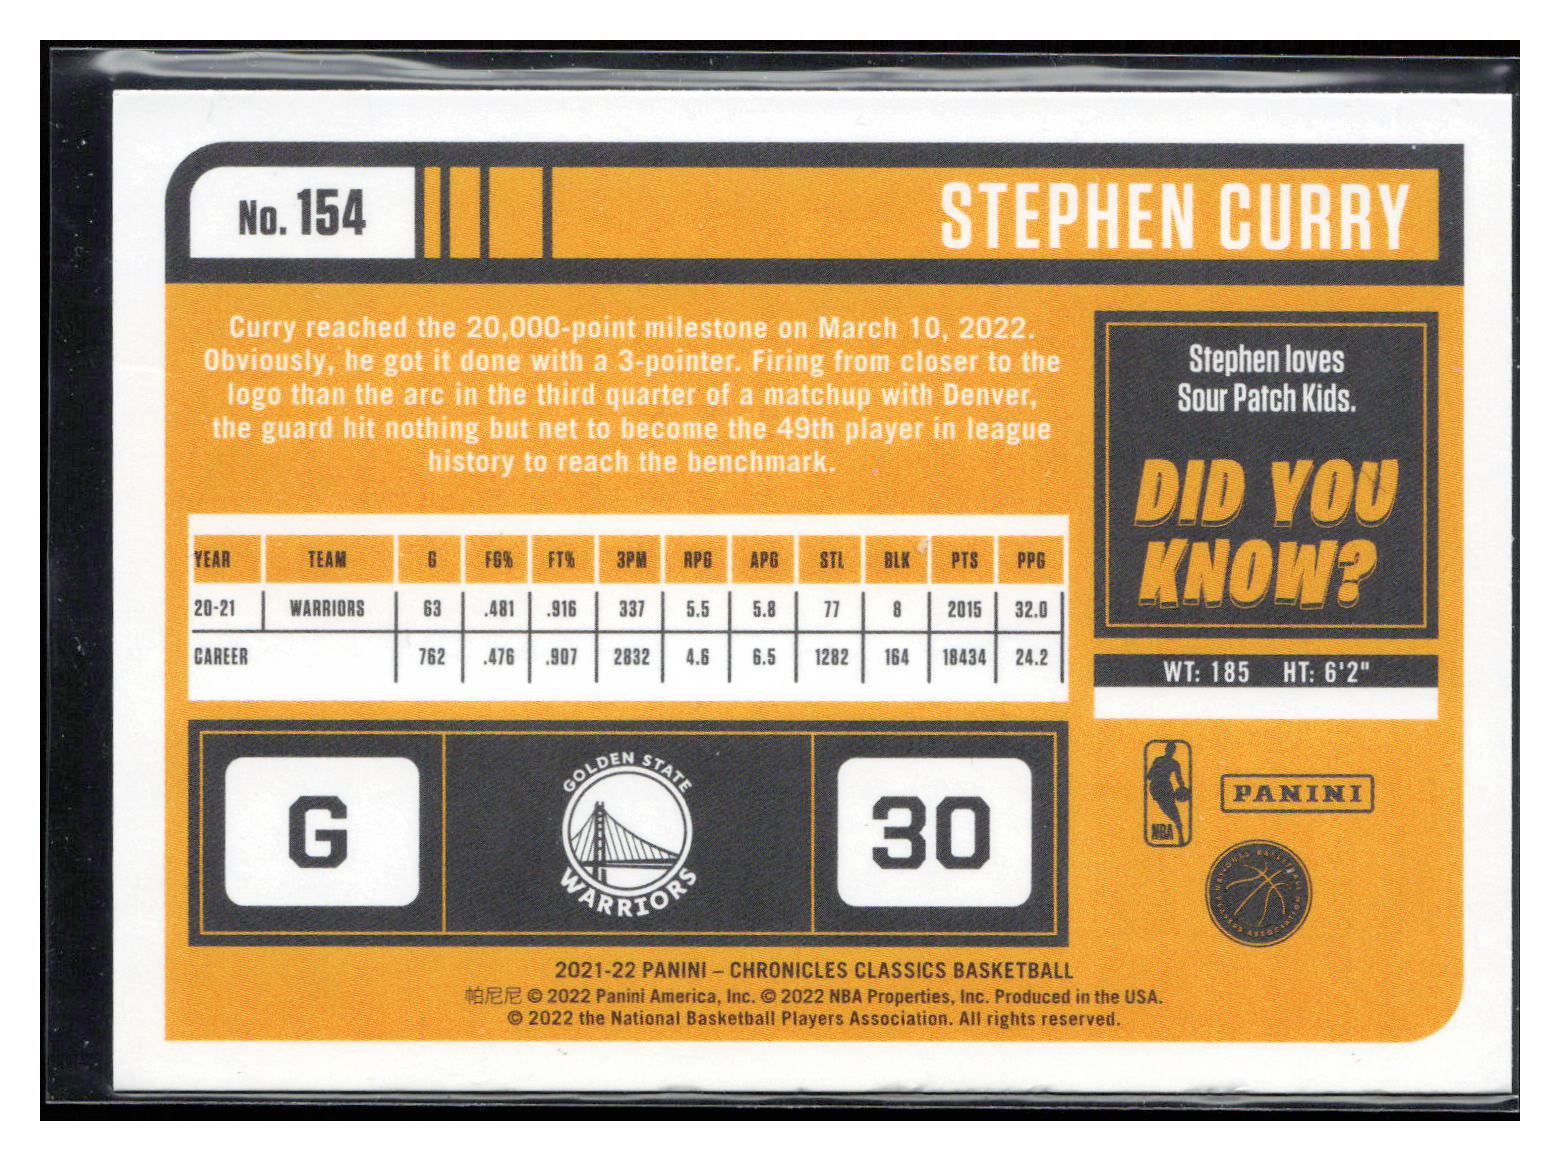 No. 154
STEPHEN CURRY
Curry reached the 20,000-point milestone on March 10, 2022.
Obviously, he got it done with a 3-pointer. Firing from closer to the
logo than the arc in the third quarter of a matchup with Denver,
the guard hit nothing but net to become the 49th player in league
history to reach the benchmark.
Stephen loves
Sour Patch Kids.
DID YOU
KNOW?
YEAR TEAM G FG% FT% 3PM RPG APG STL BLK PTS PPG
20-21 WARRIORS 63 .481 .916 337 5.5 5.8 77 8 2015 32.0
CAREER 762 .476 .907 2832 4.6 6.5 1282 164 18434 24.2
WT: 185 HT: 6'2"
G
GOLDEN STATE
WARRIORS
30
NBA
PANINI
NATIONAL BASKETBALL
PLAYERS ASSOCIATION
2021-22 PANINI – CHRONICLES CLASSICS BASKETBALL
帕尼尼 © 2022 Panini America, Inc. © 2022 NBA Properties, Inc. Produced in the USA.
© 2022 the National Basketball Players Association. All rights reserved.